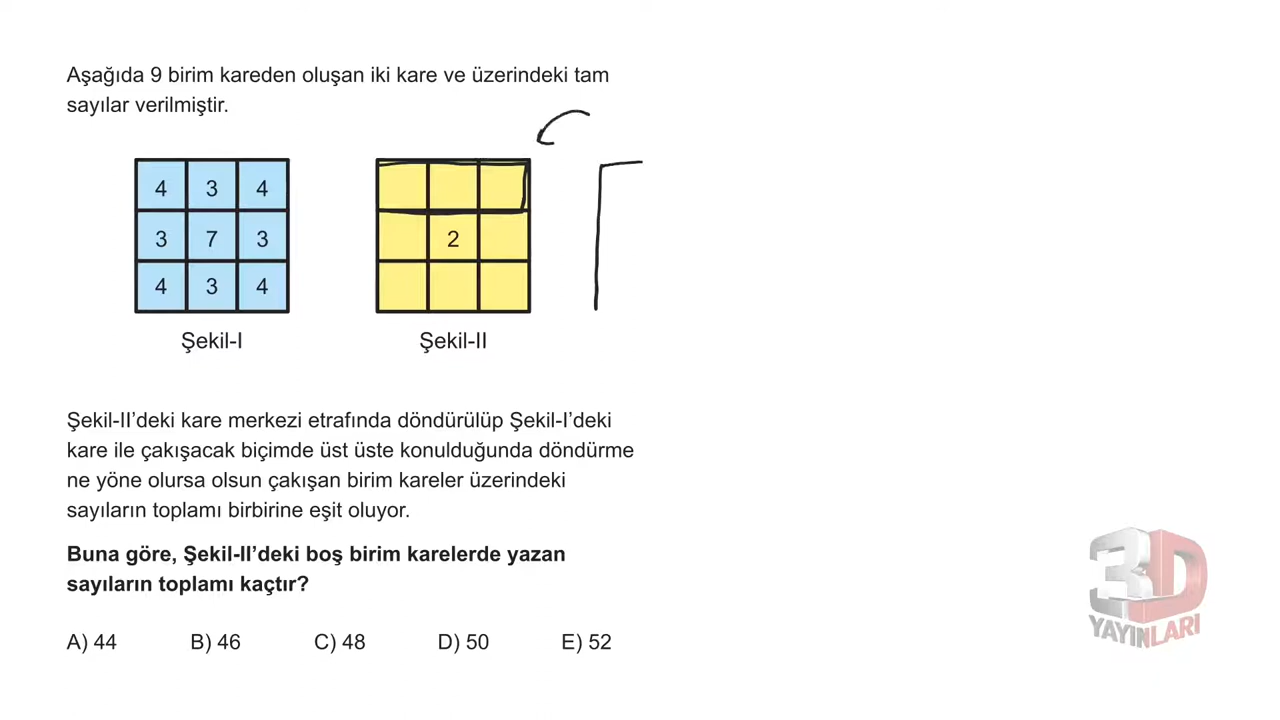 Aşağıda 9 birim kareden oluşan iki kare ve üzerindeki tam
sayılar verilmiştir.
4 3 4
3 7 3
4 3 4
2
Şekil-I
Şekil-II
Şekil-II’deki kare merkezi etrafında döndürülüp Şekil-I’deki
kare ile çakışacak biçimde üst üste konulduğunda döndürme
ne yöne olursa olsun çakışan birim kareler üzerindeki
sayıların toplamı birbirine eşit oluyor.
Buna göre, Şekil-II’deki boş birim karelerde yazan
sayıların toplamı kaçtır?
A) 44 B) 46 C) 48 D) 50 E) 52
3D
YAYINLARI